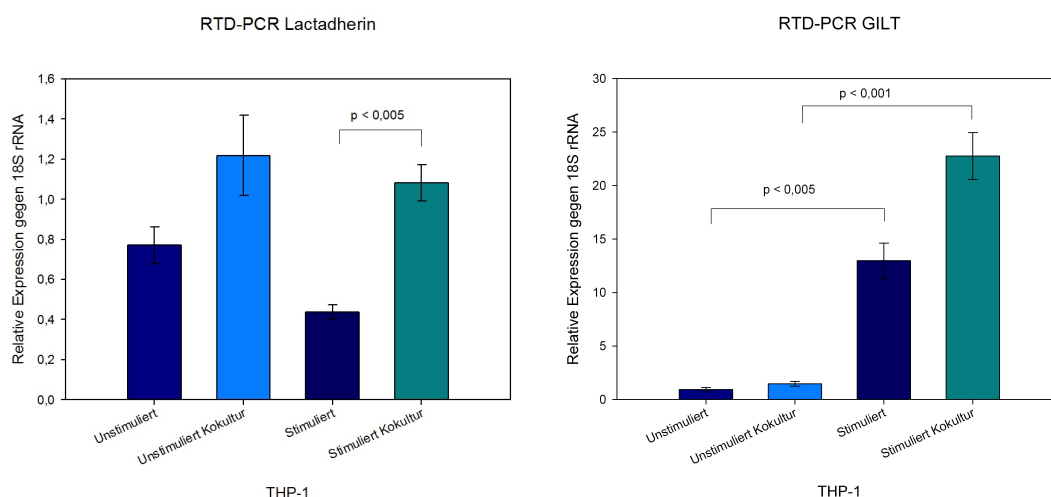 RTD-PCR Lactadherin
Relative Expression gegen 18S rRNA
1,6
1,4
1,2
1,0
0,8
0,6
0,4
0,2
0,0
p < 0,005
Unstimuliert
Unstimuliert Kokultur
Stimuliert
Stimuliert Kokultur
THP-1
RTD-PCR GILT
Relative Expression gegen 18S rRNA
30
25
20
15
10
5
0
p < 0,001
p < 0,005
Unstimuliert
Unstimuliert Kokultur
Stimuliert
Stimuliert Kokultur
THP-1